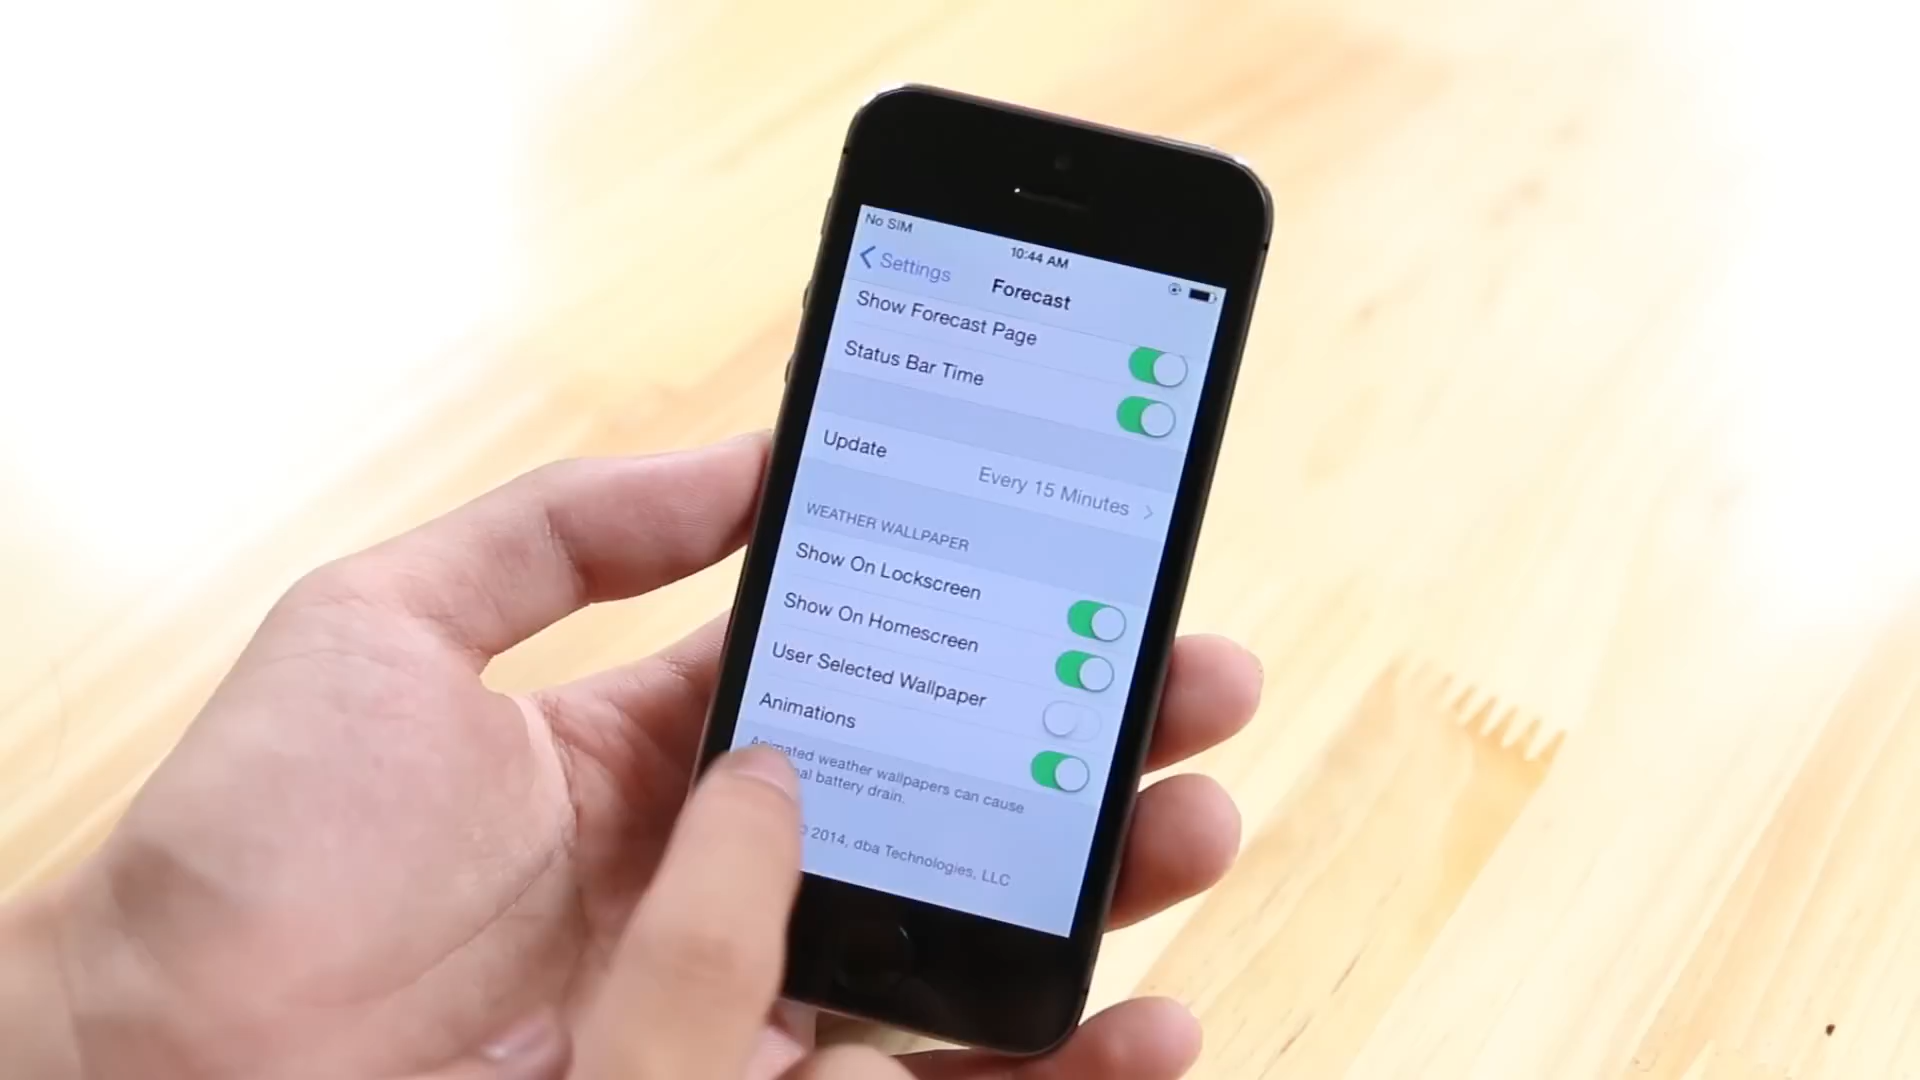 No SIM
10:44 AM
Settings
Forecast
Show Forecast Page
Status Bar Time
Update
Every 15 Minutes
WEATHER WALLPAPER
Show On Lockscreen
Show On Homescreen
User Selected Wallpaper
Animations
Animated weather wallpapers can cause
battery drain.
2014, dba Technologies, LLC